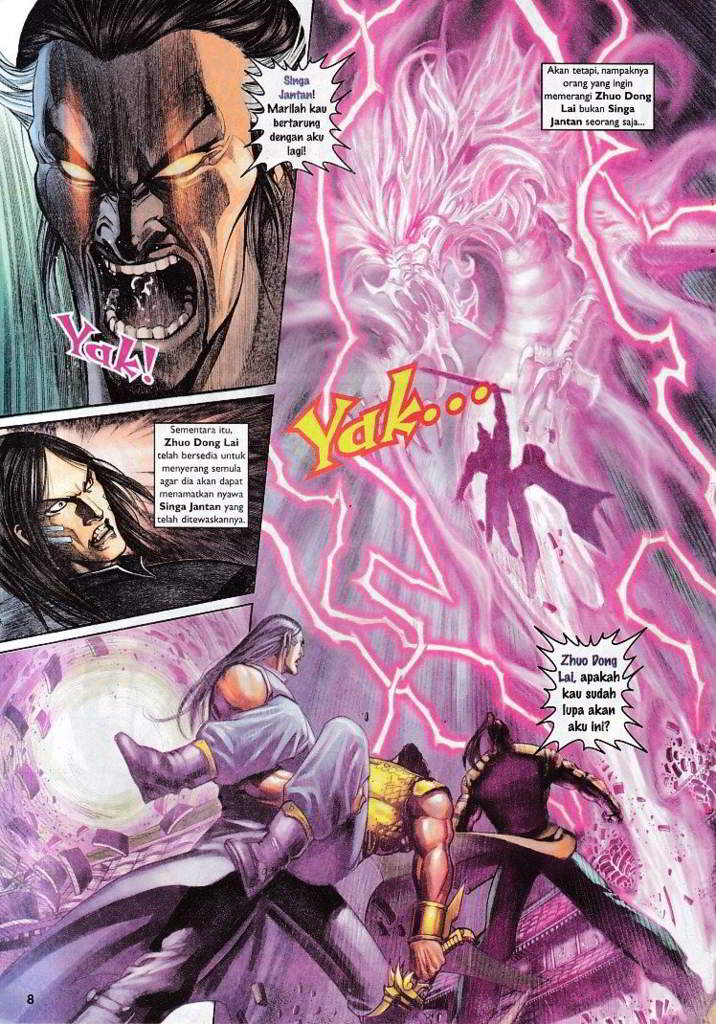 Singa
Jantan!
Marilah kau
bertarung
dengan aku
lagi!
Akan tetapi, nampaknya
orang yang ingin
memerangi Zhuo Dong
Lai bukan Singa
Jantan seorang saja...
Yak!
Yak...
Sementara itu,
Zhuo Dong Lai
telah bersedia untuk
menyerang semula
agar dia akan dapat
menamatkan nyawa
Singa Jantan yang
telah ditewaskannya.
Zhuo Dong
Lai, apakah
kau sudah
lupa akan
aku ini?
8